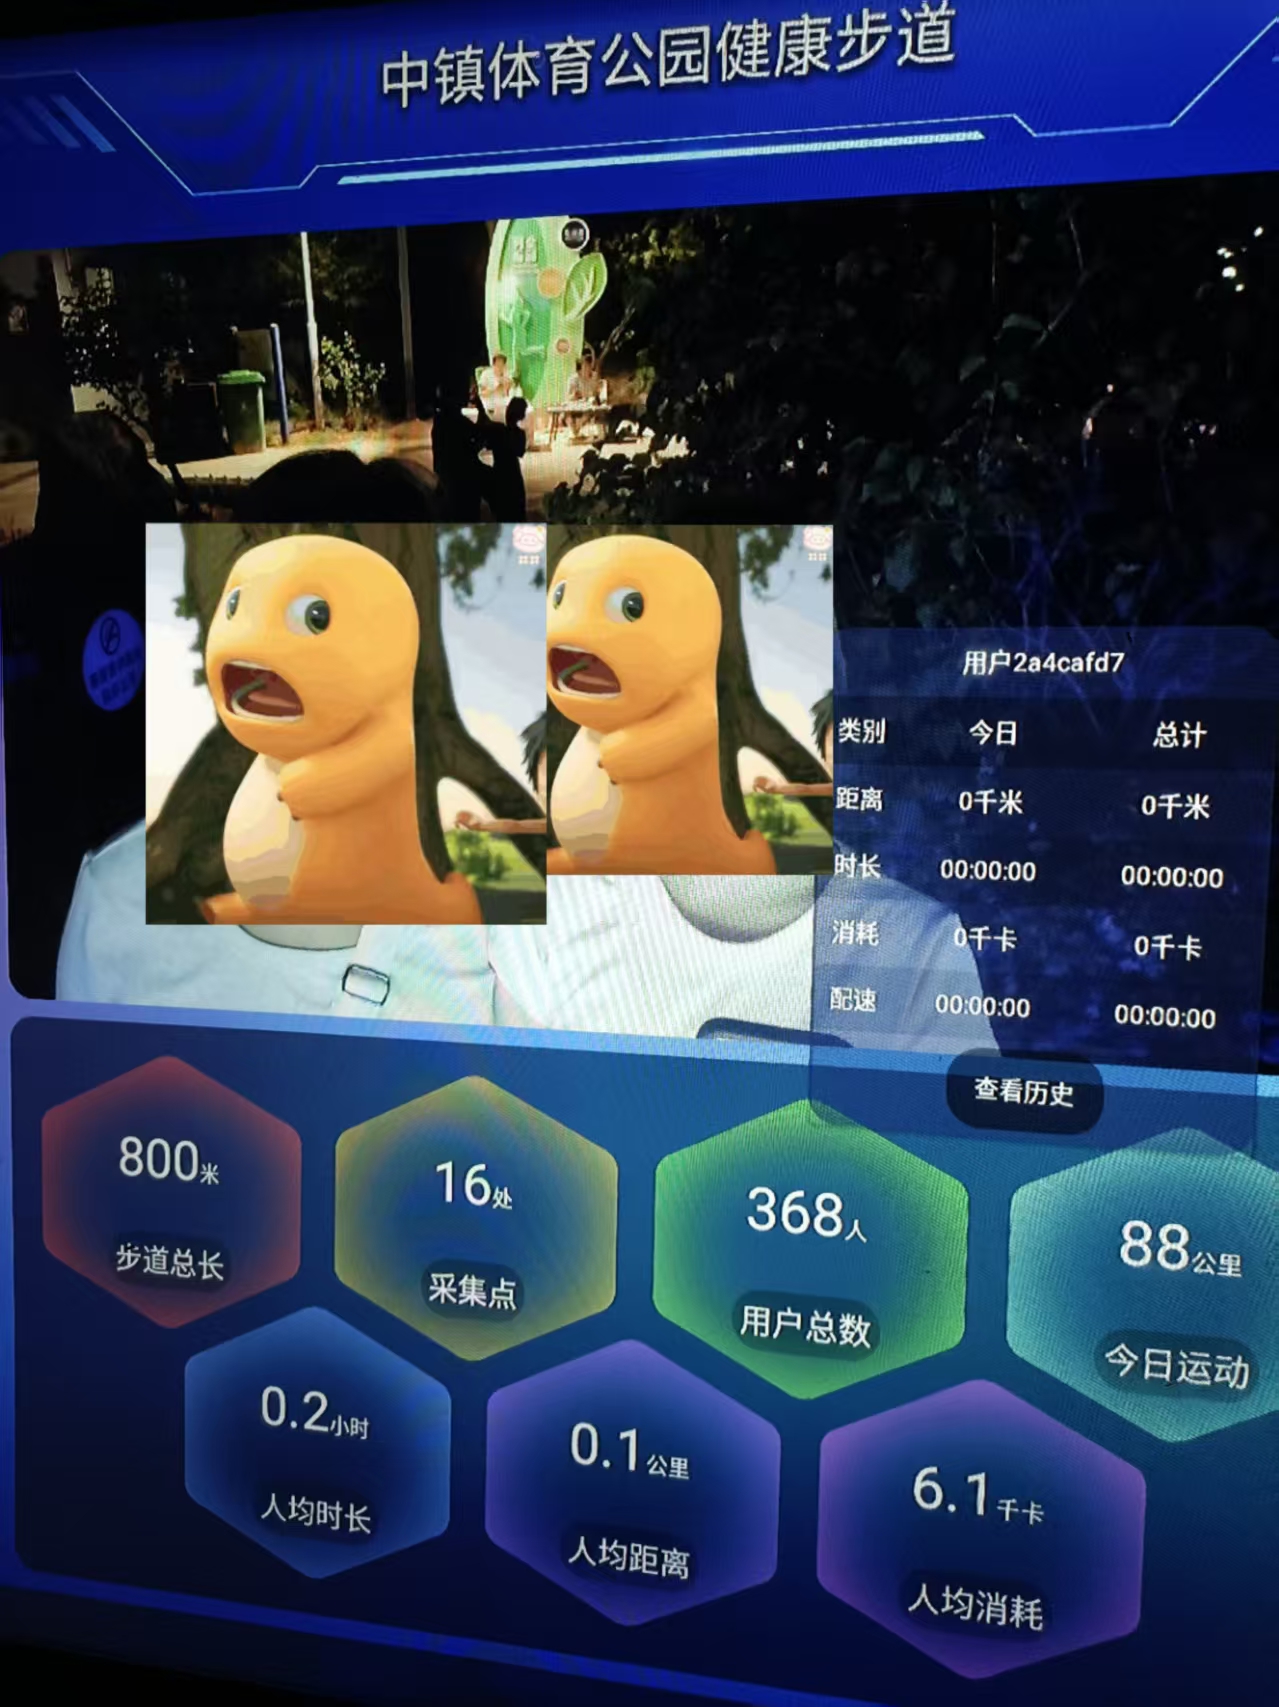 中镇体育公园健康步道
用户2a4cafd7
类别 今日 总计
距离 0千米 0千米
时长 00:00:00 00:00:00
消耗 0千卡 0千卡
配速 00:00:00 00:00:00
查看历史
800米
步道总长
16处
采集点
368人
用户总数
88公里
今日运动
0.2小时
人均时长
0.1公里
人均距离
6.1千卡
人均消耗